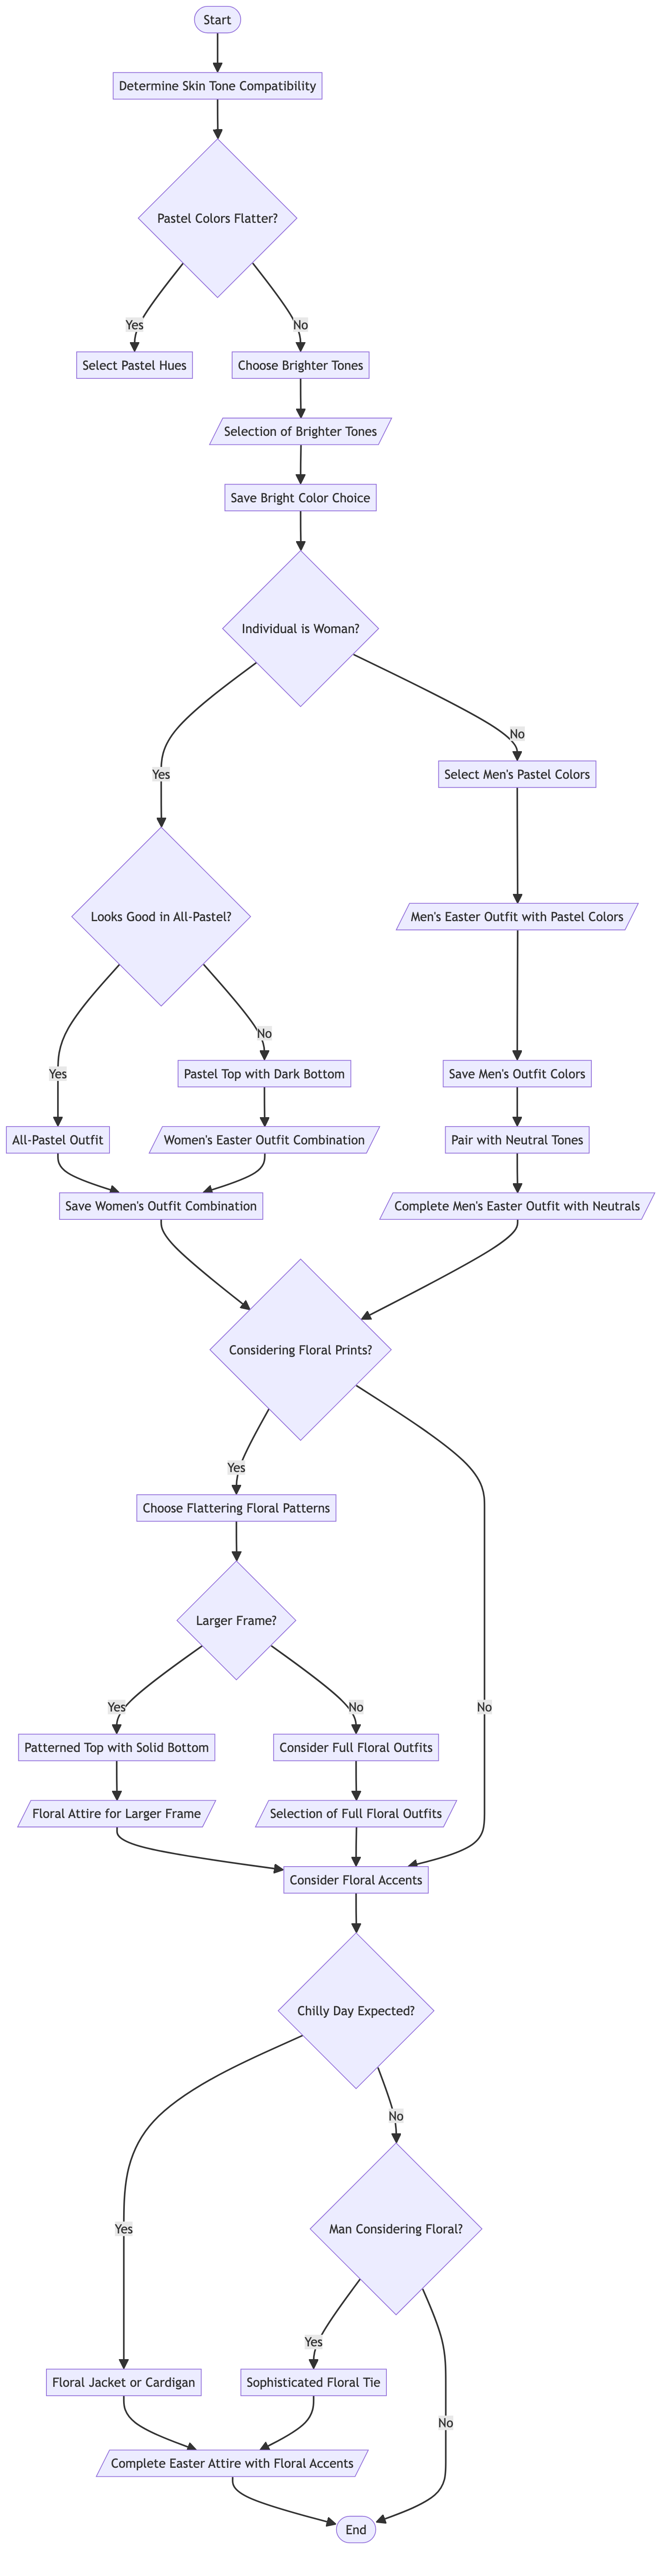 Start
Determine Skin Tone Compatibility
Pastel Colors Flatter?
Yes
No
Select Pastel Hues
Choose Brighter Tones
Selection of Brighter Tones
Save Bright Color Choice
Individual is Woman?
No
Yes
Select Men's Pastel Colors
Looks Good in All-Pastel?
Men's Easter Outfit with Pastel Colors
No
Yes
Pastel Top with Dark Bottom
Save Men's Outfit Colors
All-Pastel Outfit
Women's Easter Outfit Combination
Pair with Neutral Tones
Save Women's Outfit Combination
Complete Men's Easter Outfit with Neutrals
Considering Floral Prints?
Yes
Choose Flattering Floral Patterns
Larger Frame?
Yes
No
No
Patterned Top with Solid Bottom
Consider Full Floral Outfits
Floral Attire for Larger Frame
Selection of Full Floral Outfits
Consider Floral Accents
Chilly Day Expected?
No
Yes
Man Considering Floral?
Yes
Floral Jacket or Cardigan
Sophisticated Floral Tie
No
Complete Easter Attire with Floral Accents
End